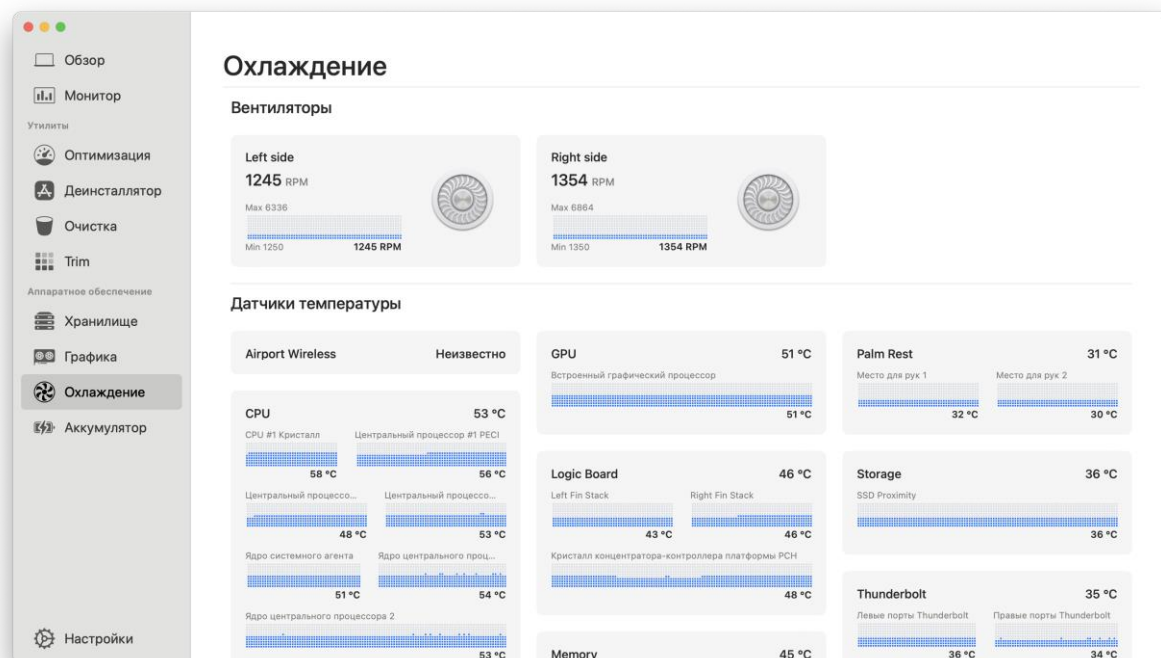 Обзор
Монитор
Утилиты
Оптимизация
Деинсталлятор
Очистка
Trim
Аппаратное обеспечение
Хранилище
Графика
Охлаждение
Аккумулятор
Настройки
Охлаждение
Вентиляторы
Left side
1245 RPM
Max 6336
Min 1250 1245 RPM
Right side
1354 RPM
Max 6864
Min 1350 1354 RPM
Датчики температуры
Airport Wireless Неизвестно
CPU 53 °C
CPU #1 Кристалл Центральный процессор #1 PECI
58 °C 56 °C
Центральный процессо... Центральный процессо...
48 °C 53 °C
Ядро системного агента Ядро центрального проц...
51 °C 54 °C
Ядро центрального процессора 2
53 °C
GPU 51 °C
Встроенный графический процессор
51 °C
Logic Board 46 °C
Left Fin Stack Right Fin Stack
43 °C 46 °C
Кристалл концентратора-контроллера платформы PCH
48 °C
Memory 45 °C
Palm Rest 31 °C
Место для рук 1 Место для рук 2
32 °C 30 °C
Storage 36 °C
SSD Proximity
36 °C
Thunderbolt 35 °C
Левые порты Thunderbolt Правые порты Thunderbolt
36 °C 34 °C